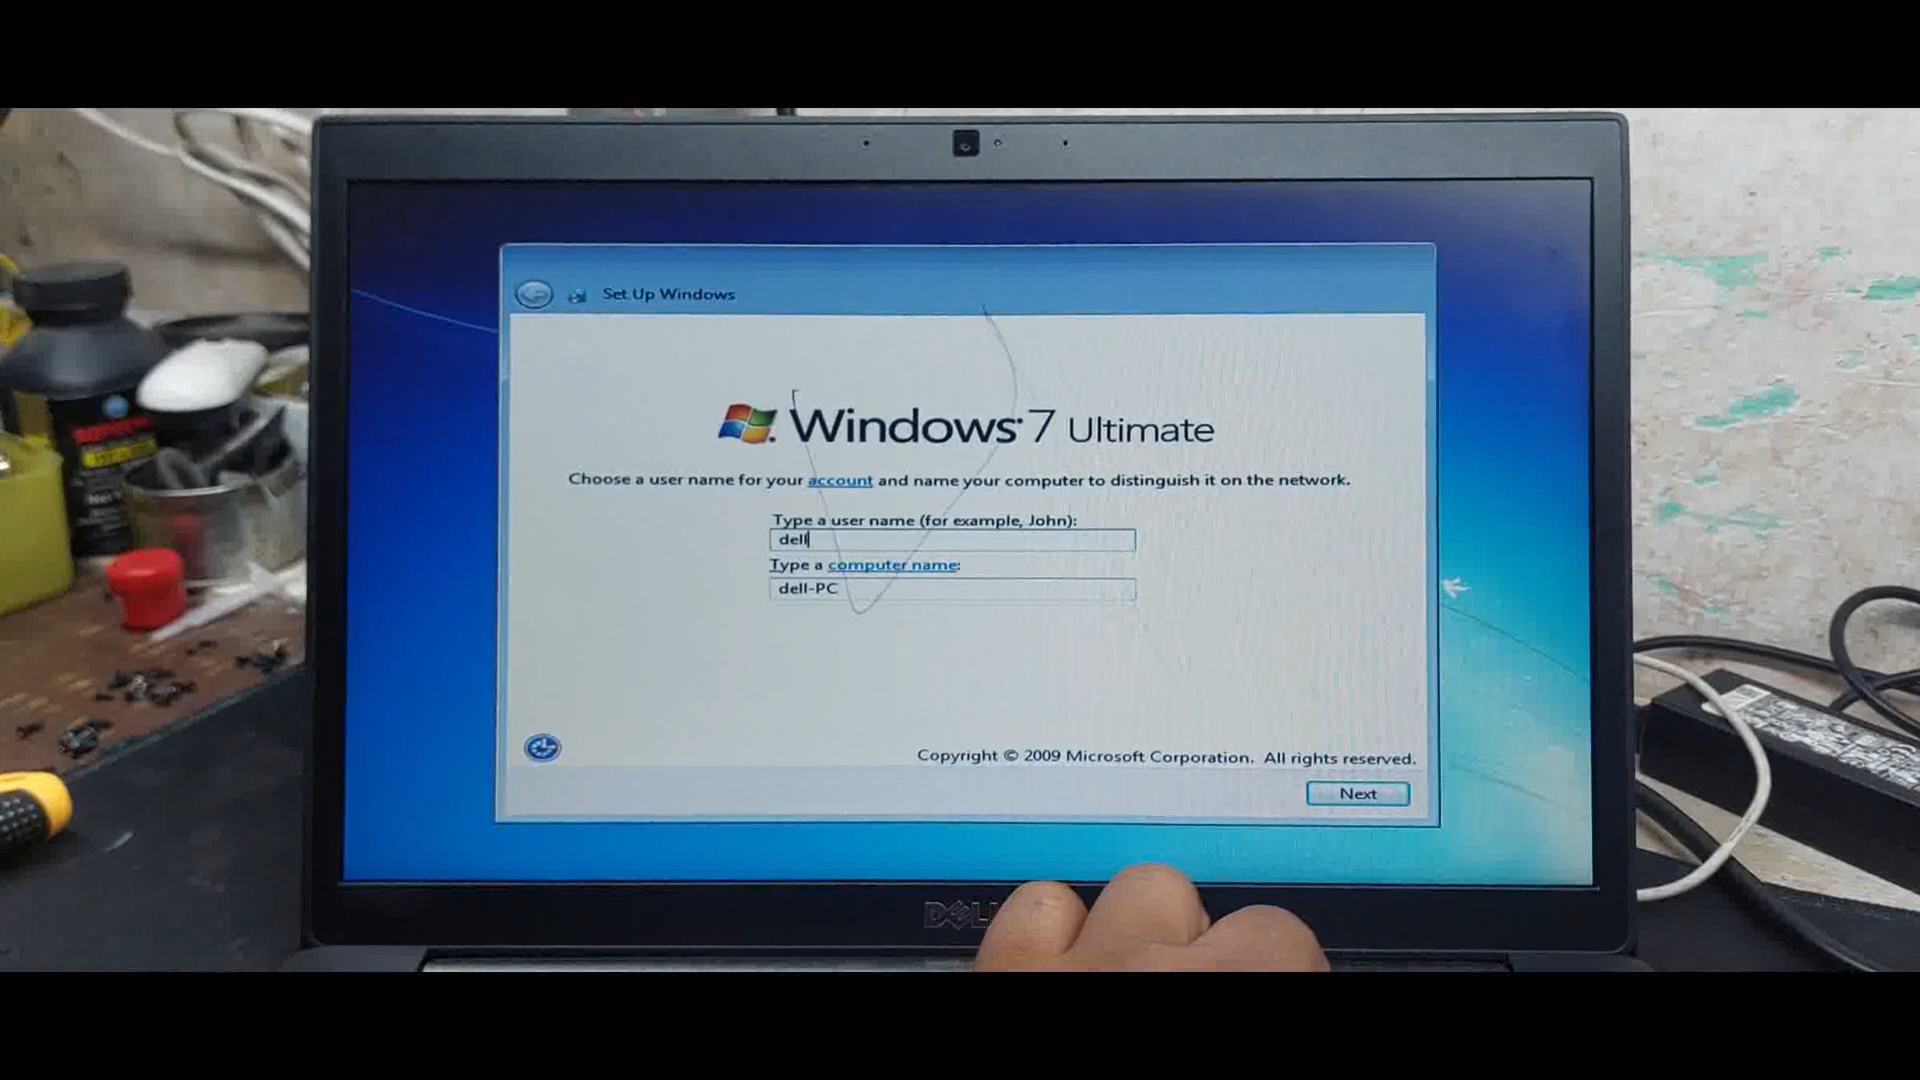 Set Up Windows
Windows 7 Ultimate
Choose a user name for your account and name your computer to distinguish it on the network.
Type a user name (for example, John):
dell
Type a computer name:
dell-PC
Copyright © 2009 Microsoft Corporation. All rights reserved.
Next